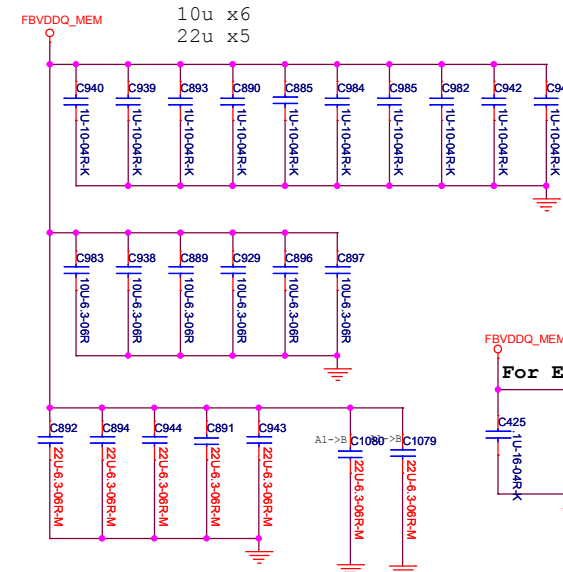 10u x6
22u x5
FBVDDQ_MEM
C940
C939
C893
C890
C885
C984
C985
C982
C942
1U-10-04R-K
1U-10-04R-K
1U-10-04R-K
1U-10-04R-K
1U-10-04R-K
1U-10-04R-K
1U-10-04R-K
1U-10-04R-K
1U-10-04R-K
1U-10-04R-K
C983
C938
C889
C929
C896
C897
10U-6.3-06R
10U-6.3-06R
10U-6.3-06R
10U-6.3-06R
10U-6.3-06R
10U-6.3-06R
FBVDDQ_MEM
For E
C425
.1U-16-04R-K
C892
C894
C944
C891
C943
A1->B
C1080
C1079
22U-6.3-06R-M
22U-6.3-06R-M
22U-6.3-06R-M
22U-6.3-06R-M
22U-6.3-06R-M
22U-6.3-06R-M
22U-6.3-06R-M